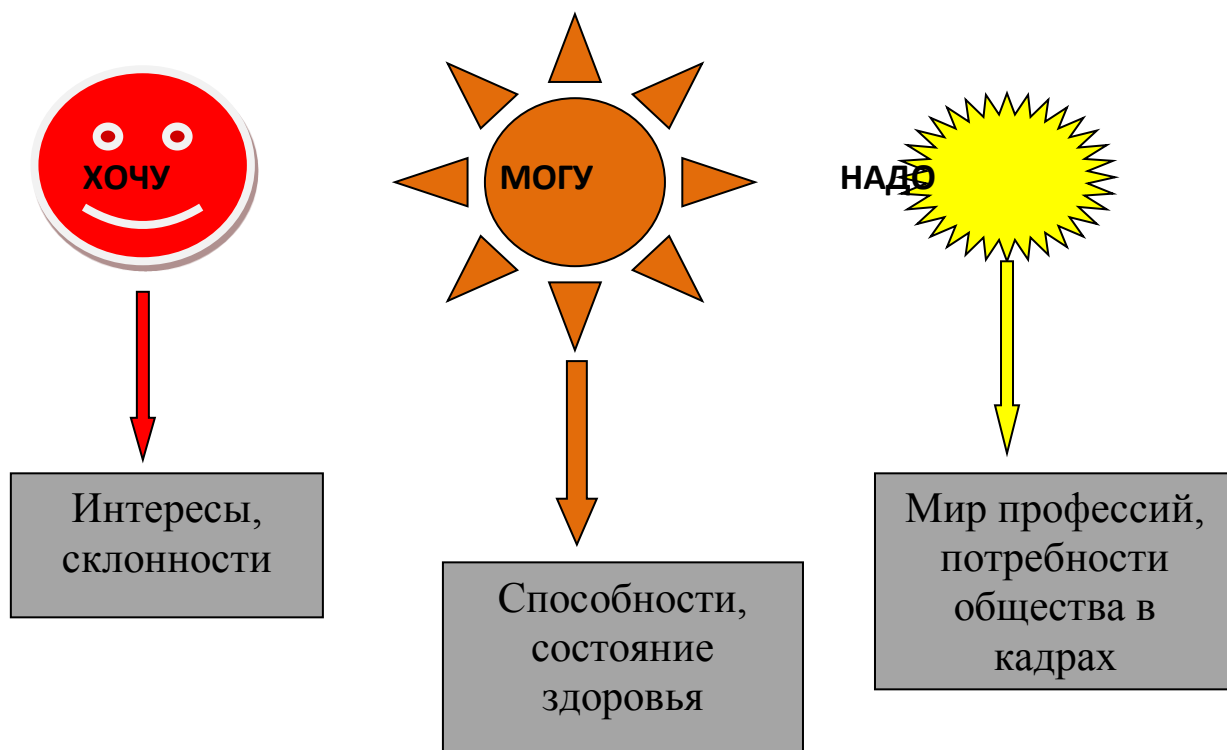 ХОЧУ
МОГУ
НАДО
Интересы,
склонности
Способности,
состояние
здоровья
Мир профессий,
потребности
общества в
кадрах